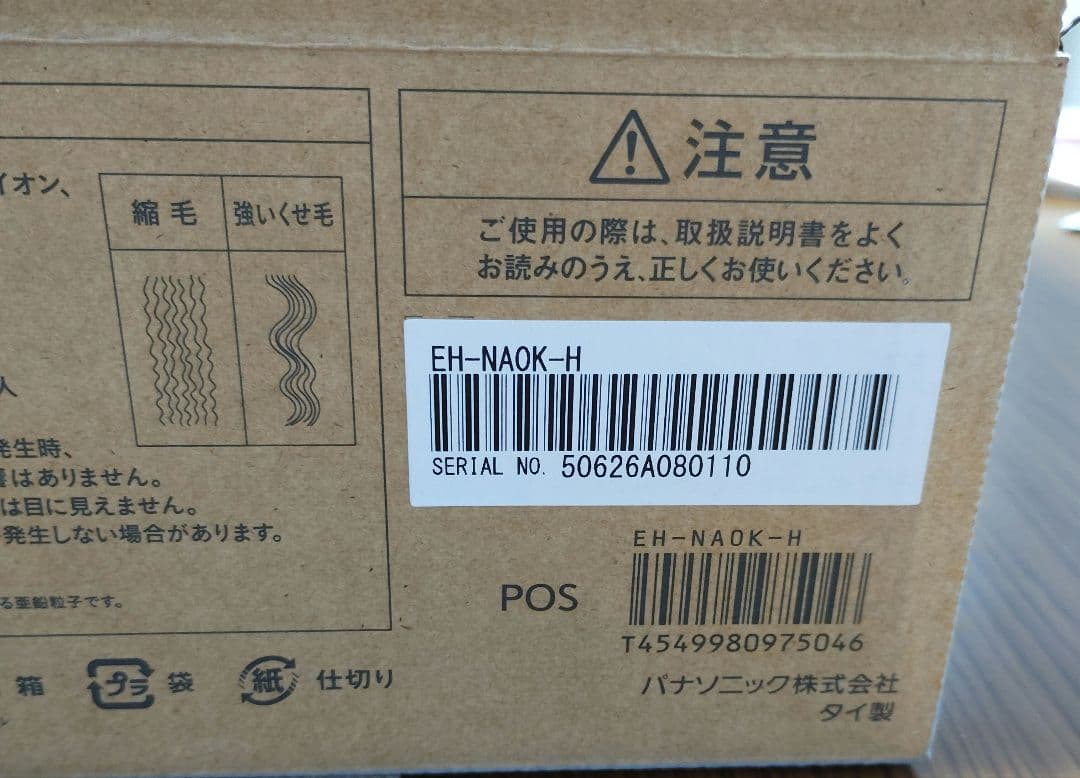 イオン、
縮毛
強いくせ毛
発生時、
響はありません。
は目に見えません。
発生しない場合があります。
る亜鉛粒子です。
箱
プラ 袋
紙 仕切り
注意
ご使用の際は、取扱説明書をよく
お読みのうえ、正しくお使いください。
EH-NA0K-H
SERIAL NO. 50626A080110
EH-NA0K-H
POS
T4549980975046
パナソニック株式会社
タイ製